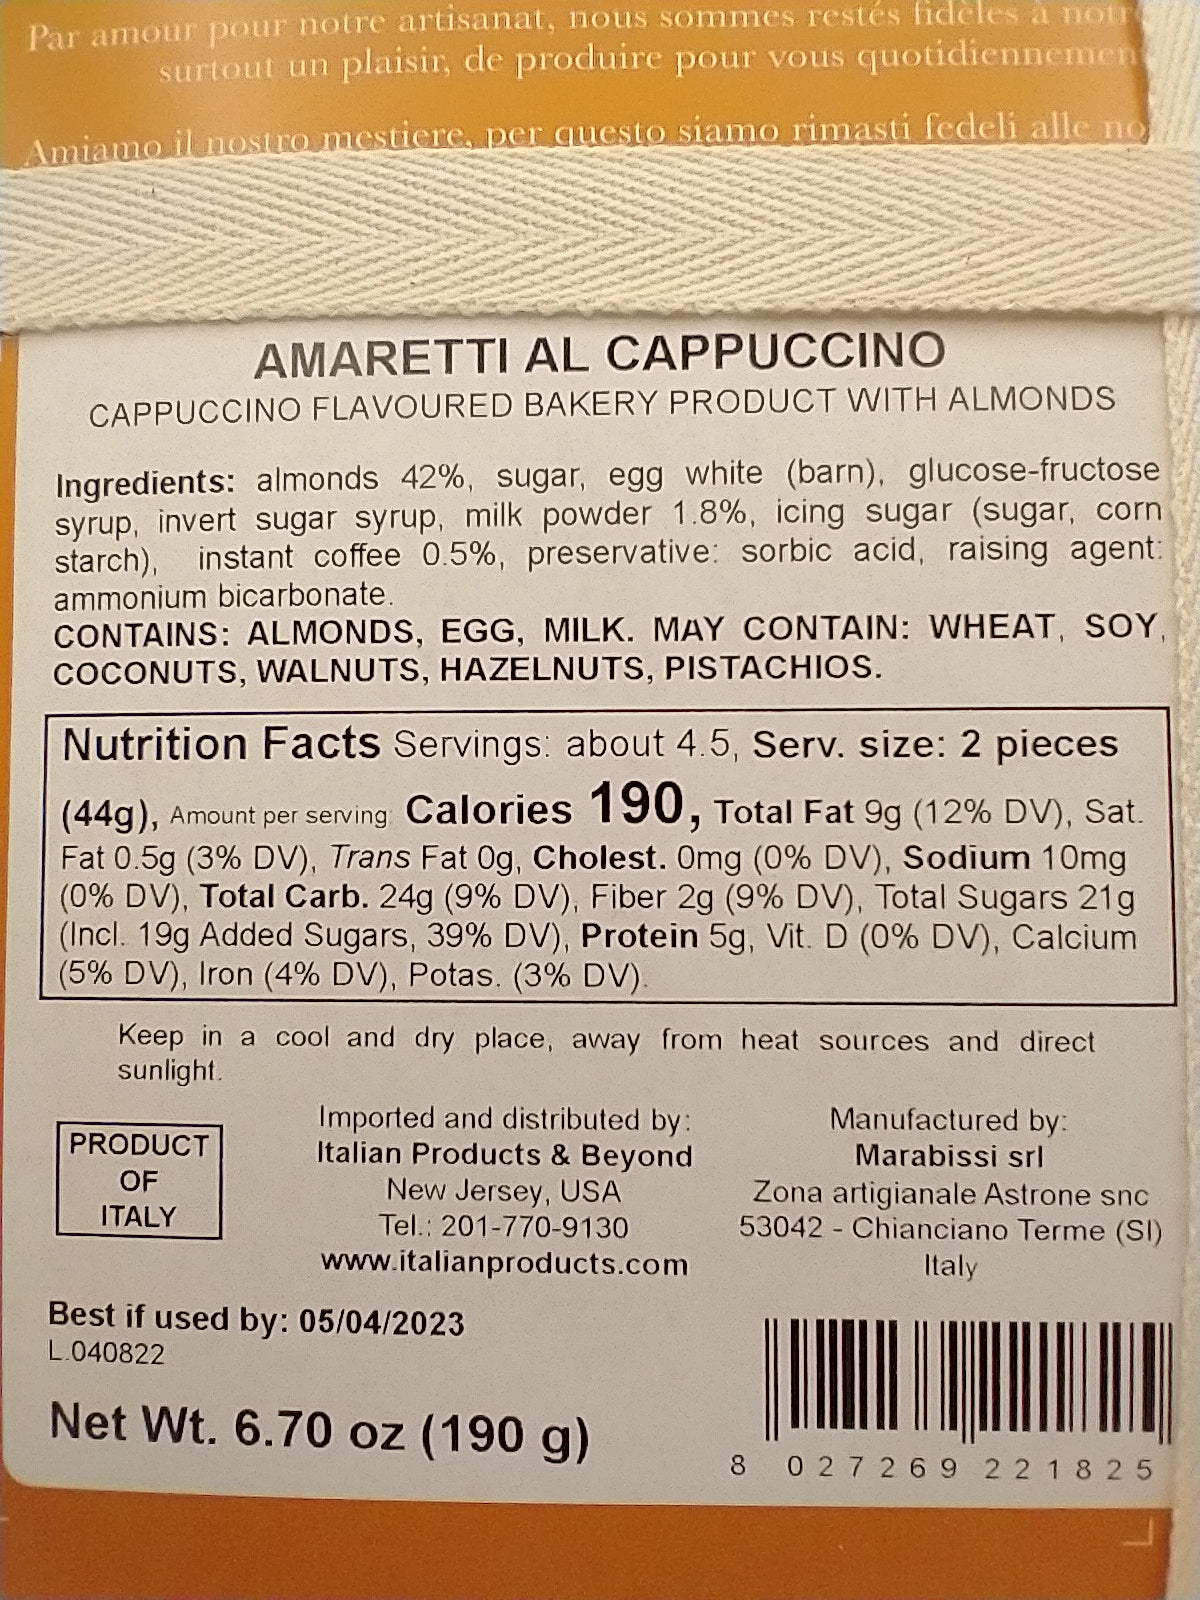 Par amour pour notre artisanat, nous sommes restés fidèles à notre
surtout un plaisir, de produire pour vous quotidiennemen
Amiamo il nostro mestiere, per questo siamo rimasti fedeli alle no
AMARETTI AL CAPPUCCINO
CAPPUCCINO FLAVOURED BAKERY PRODUCT WITH ALMONDS
Ingredients: almonds 42%, sugar, egg white (barn), glucose-fructose
syrup, invert sugar syrup, milk powder 1.8%, icing sugar (sugar, corn
starch), instant coffee 0.5%, preservative: sorbic acid, raising agent:
ammonium bicarbonate.
CONTAINS: ALMONDS, EGG, MILK. MAY CONTAIN: WHEAT, SOY,
COCONUTS, WALNUTS, HAZELNUTS, PISTACHIOS.
Nutrition Facts Servings: about 4.5, Serv. size: 2 pieces
(44g), Amount per serving: Calories 190, Total Fat 9g (12% DV), Sat.
Fat 0.5g (3% DV), Trans Fat 0g, Cholest. 0mg (0% DV), Sodium 10mg
(0% DV), Total Carb. 24g (9% DV), Fiber 2g (9% DV), Total Sugars 21g
(Incl. 19g Added Sugars, 39% DV), Protein 5g, Vit. D (0% DV), Calcium
(5% DV), Iron (4% DV), Potas. (3% DV).
Keep in a cool and dry place, away from heat sources and direct
sunlight.
PRODUCT
OF
ITALY
Imported and distributed by:
Italian Products & Beyond
New Jersey, USA
Tel.: 201-770-9130
www.italianproducts.com
Manufactured by:
Marabissi srl
Zona artigianale Astrone snc
53042 - Chianciano Terme (SI)
Italy
Best if used by: 05/04/2023
L.040822
Net Wt. 6.70 oz (190 g)
8 027269 221825